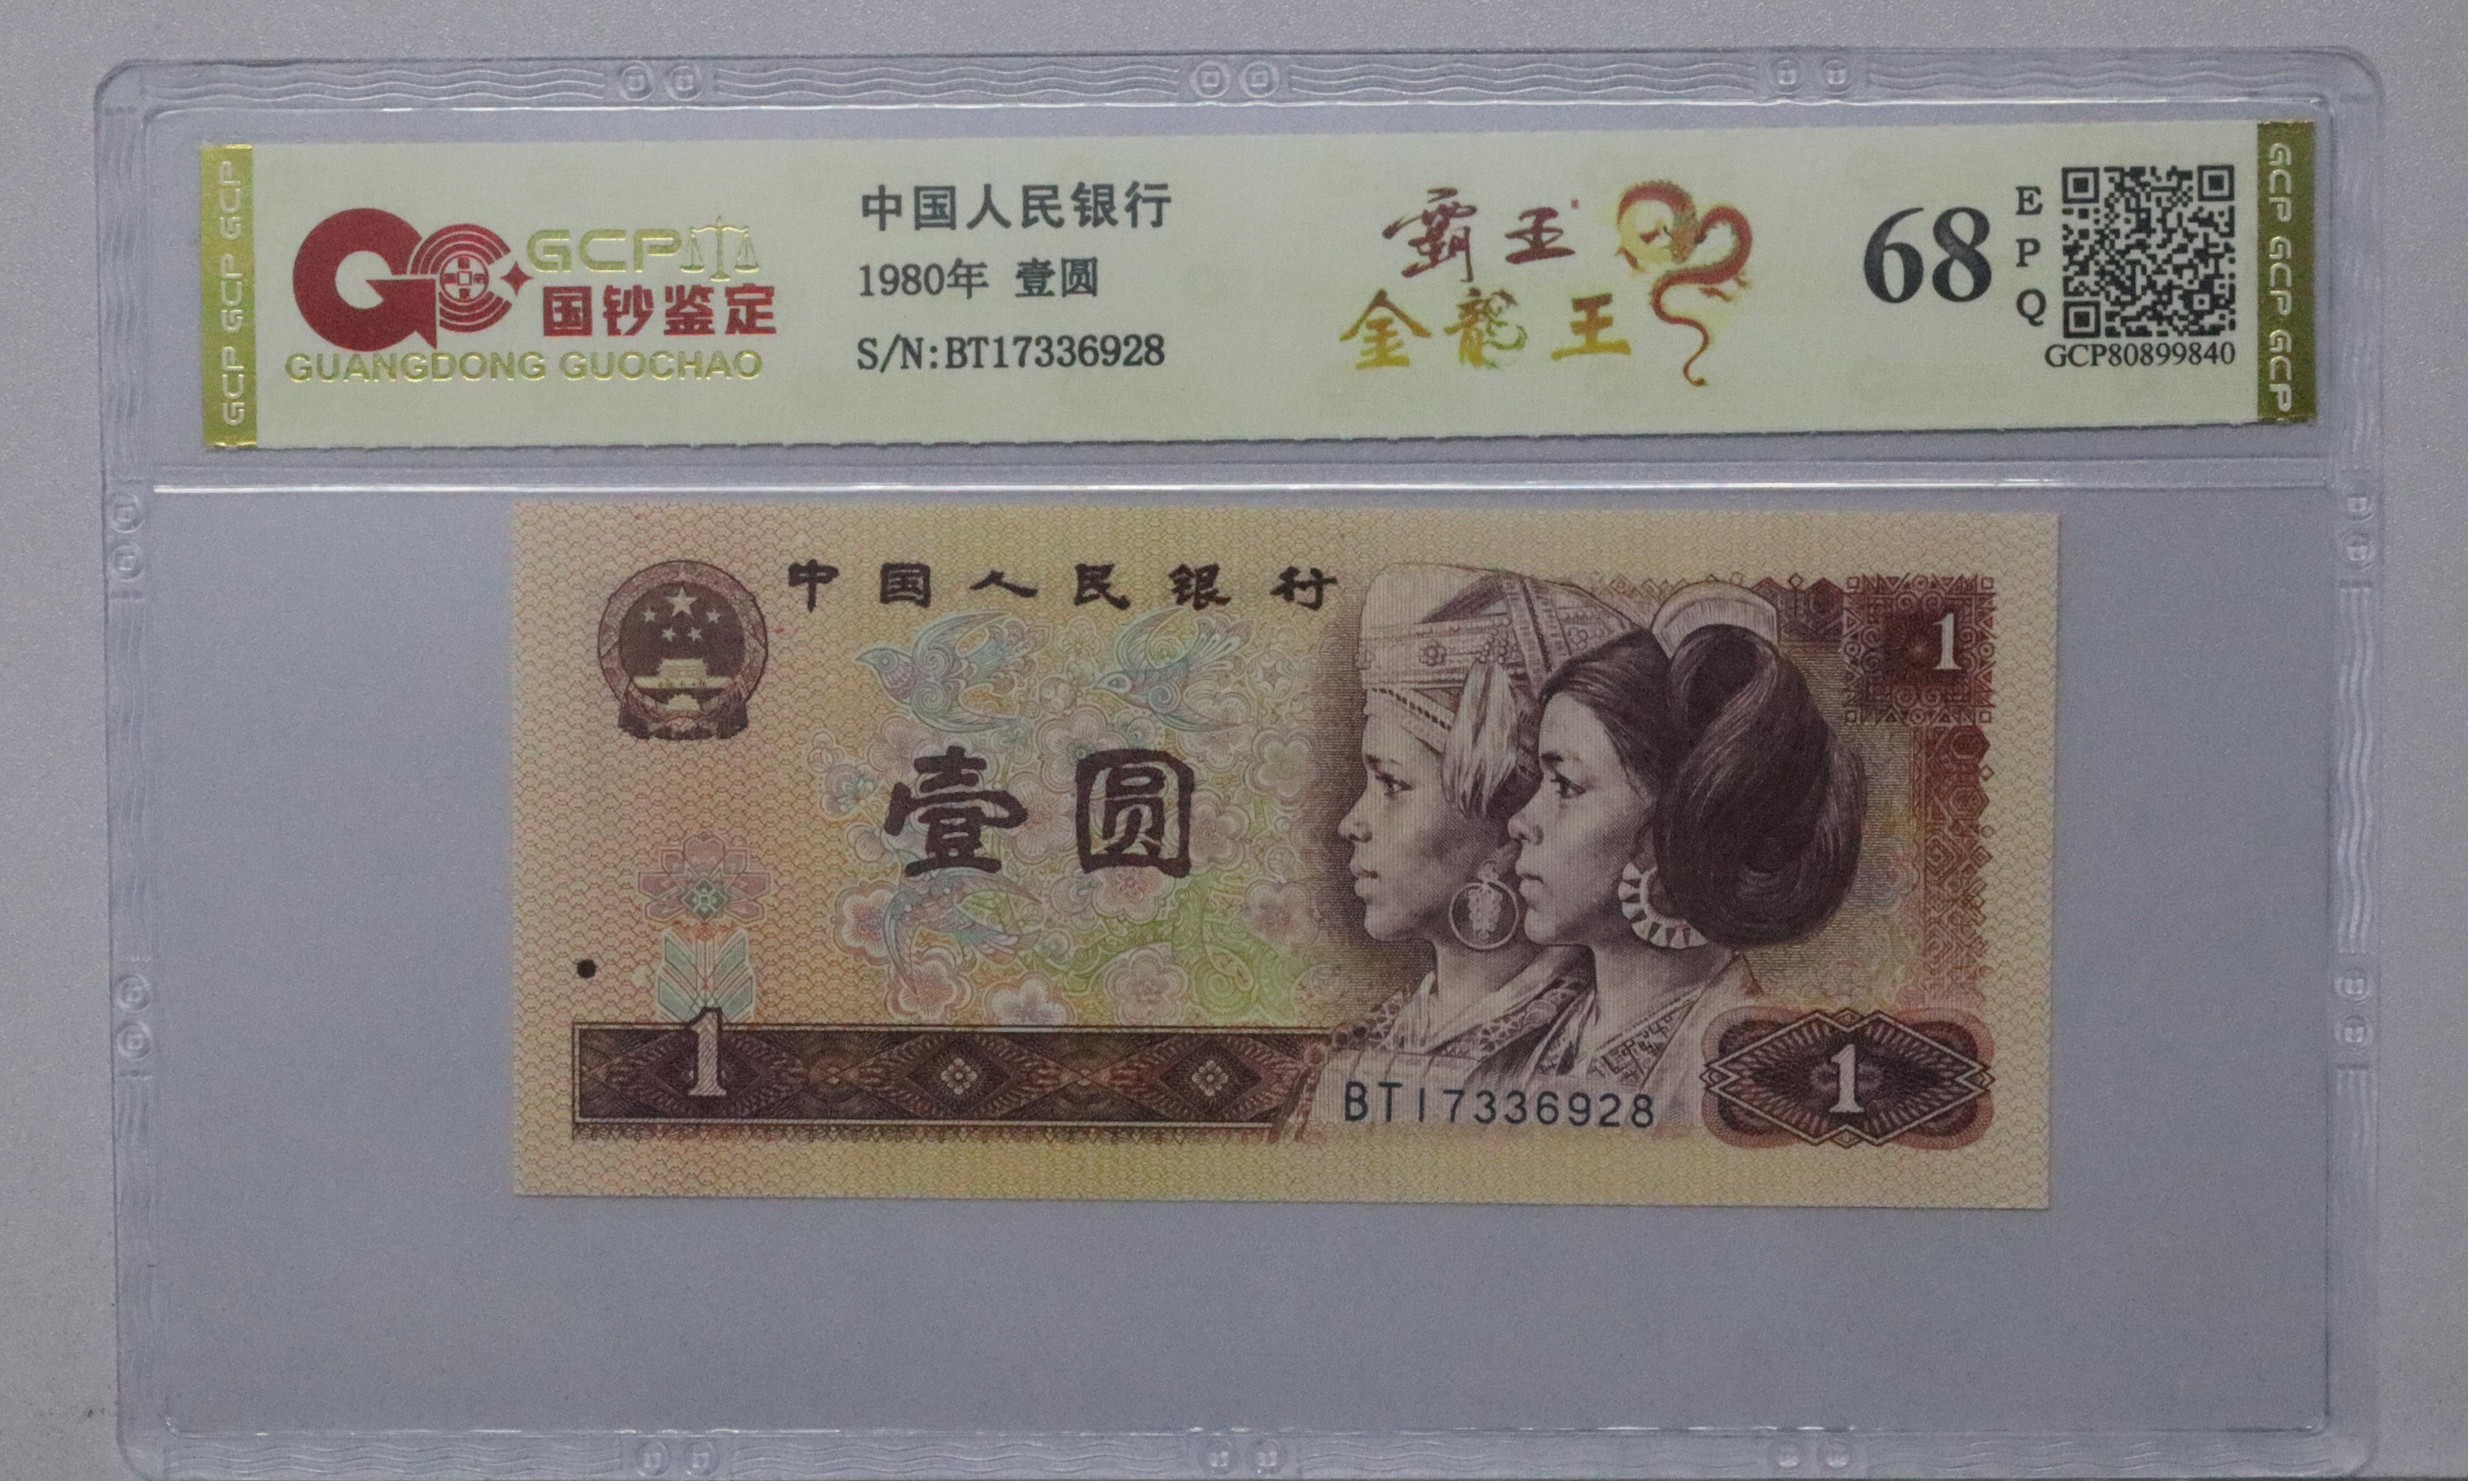 GCP GCP GCP
GCP
国钞鉴定
GUANGDONG GUOCHAO
中国人民银行
1980年 壹圆
S/N:BT17336928
霸王
金龍王
68
EPQ
GCP80899840
GCP GCP GCP
中国人民银行
1
壹圆
1
BT17336928
1